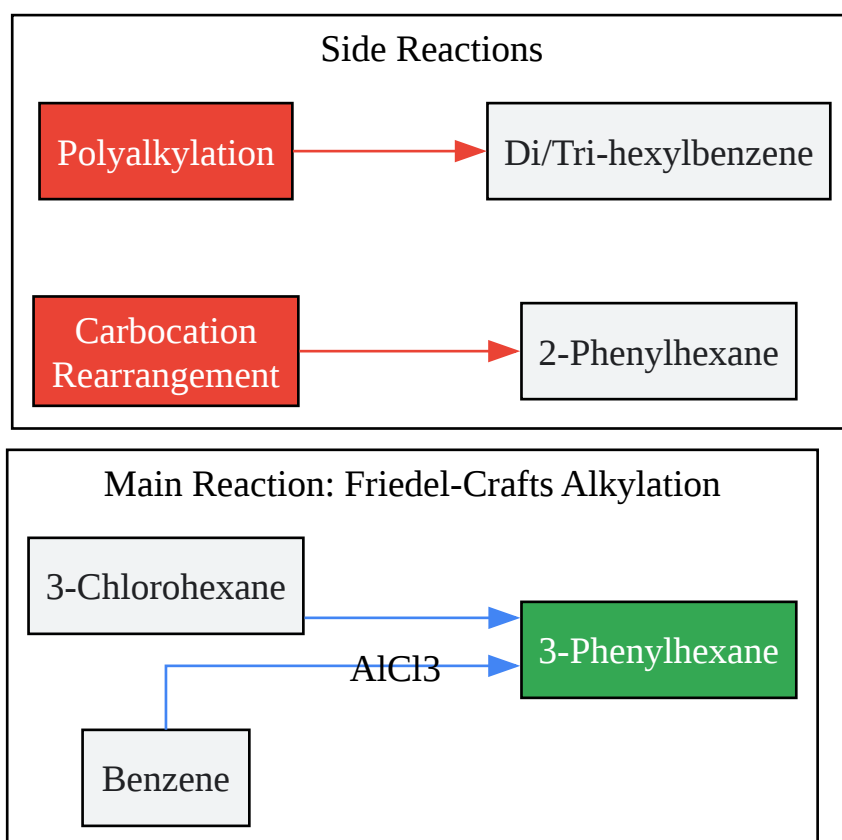 Side Reactions
Polyalkylation
Di/Tri-hexylbenzene
Carbocation
Rearrangement
2-Phenylhexane
Main Reaction: Friedel-Crafts Alkylation
3-Chlorohexane
3-Phenylhexane
AlCl3
Benzene